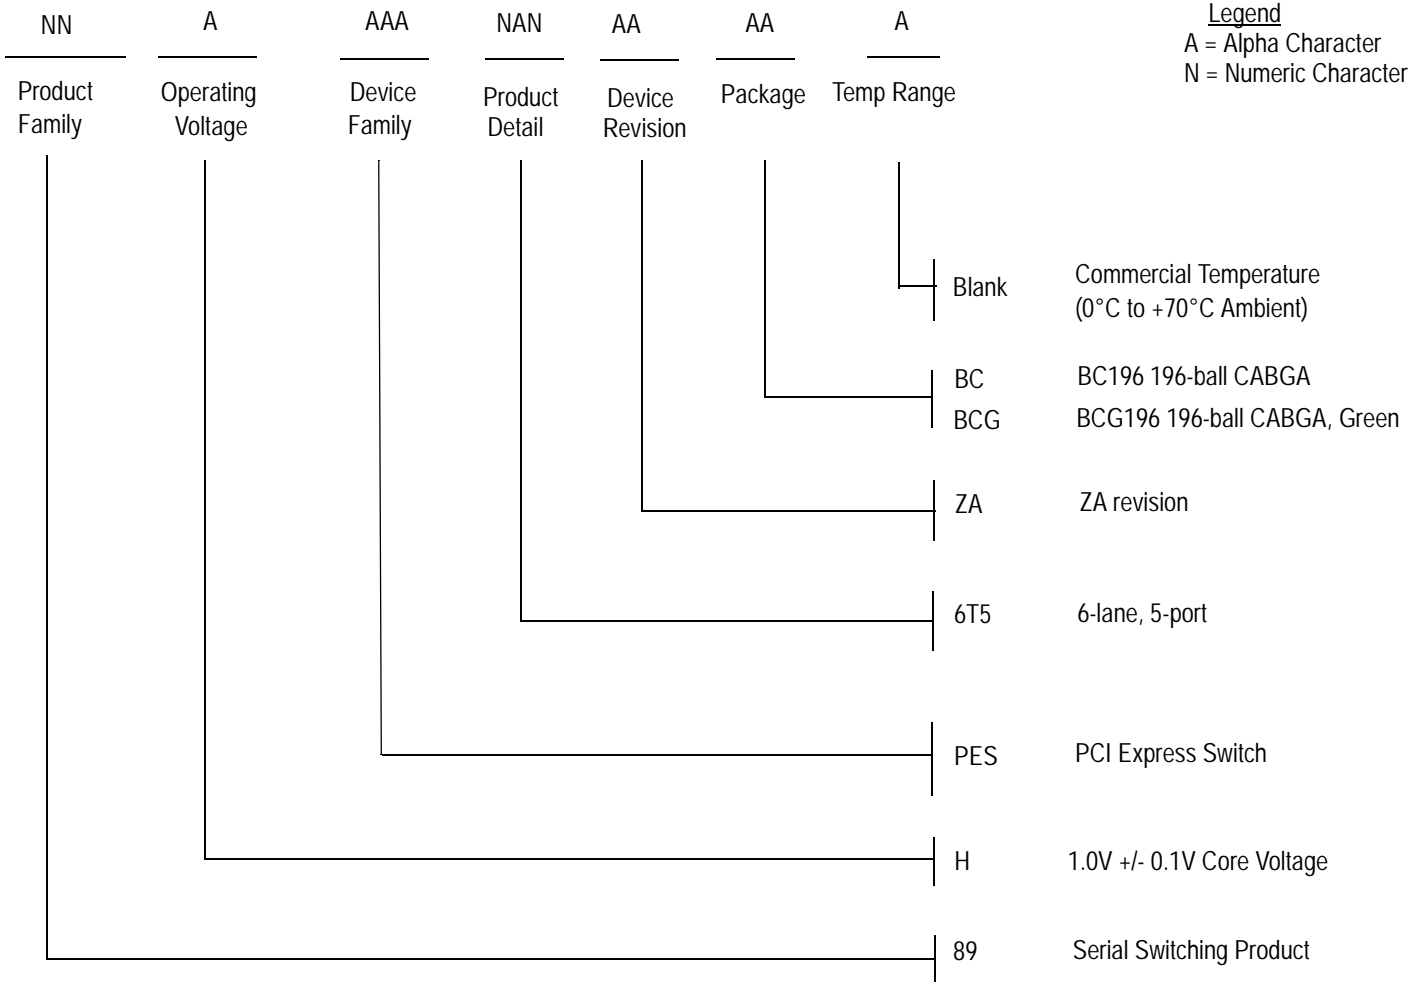 NN A AAA NAN AA AA A
Legend
A = Alpha Character
N = Numeric Character
Product
Family
Operating
Voltage
Device
Family
Product
Detail
Device
Revision
Package
Temp Range
Blank Commercial Temperature
(0°C to +70°C Ambient)
BC BC196 196-ball CABGA
BCG BCG196 196-ball CABGA, Green
ZA ZA revision
6T5 6-lane, 5-port
PES PCI Express Switch
H 1.0V +/- 0.1V Core Voltage
89 Serial Switching Product